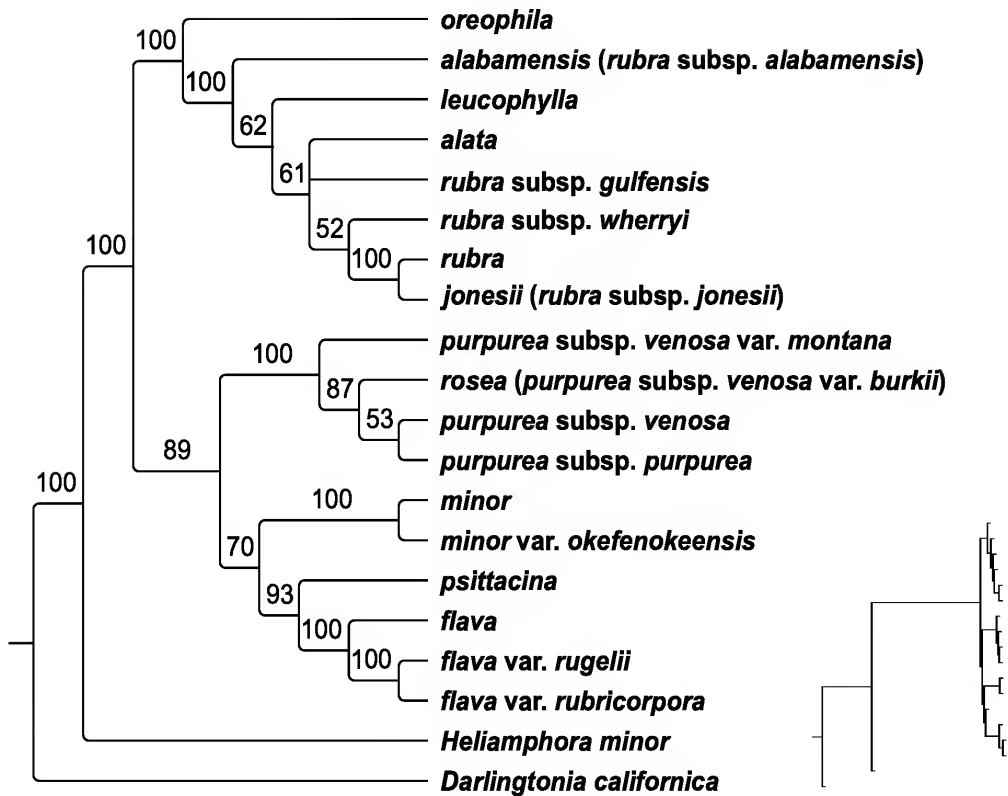 oreophila
100
alabamensis (rubra subsp. alabamensis)
100
leucophylla
62
alata
61
rubra subsp. gulfensis
rubra subsp. wherryi
52
100
rubra
100
jonesii (rubra subsp. jonesii)
purpurea subsp. venosa var. montana
100
rosea (purpurea subsp. venosa var. burkii)
87
purpurea subsp. venosa
53
89
purpurea subsp. purpurea
100
minor
100
minor var. okefenokeensis
70
psittacina
93
flava
100
flava var. rugelii
100
flava var. rubricorpora
Heliamphora minor
Darlingtonia californica